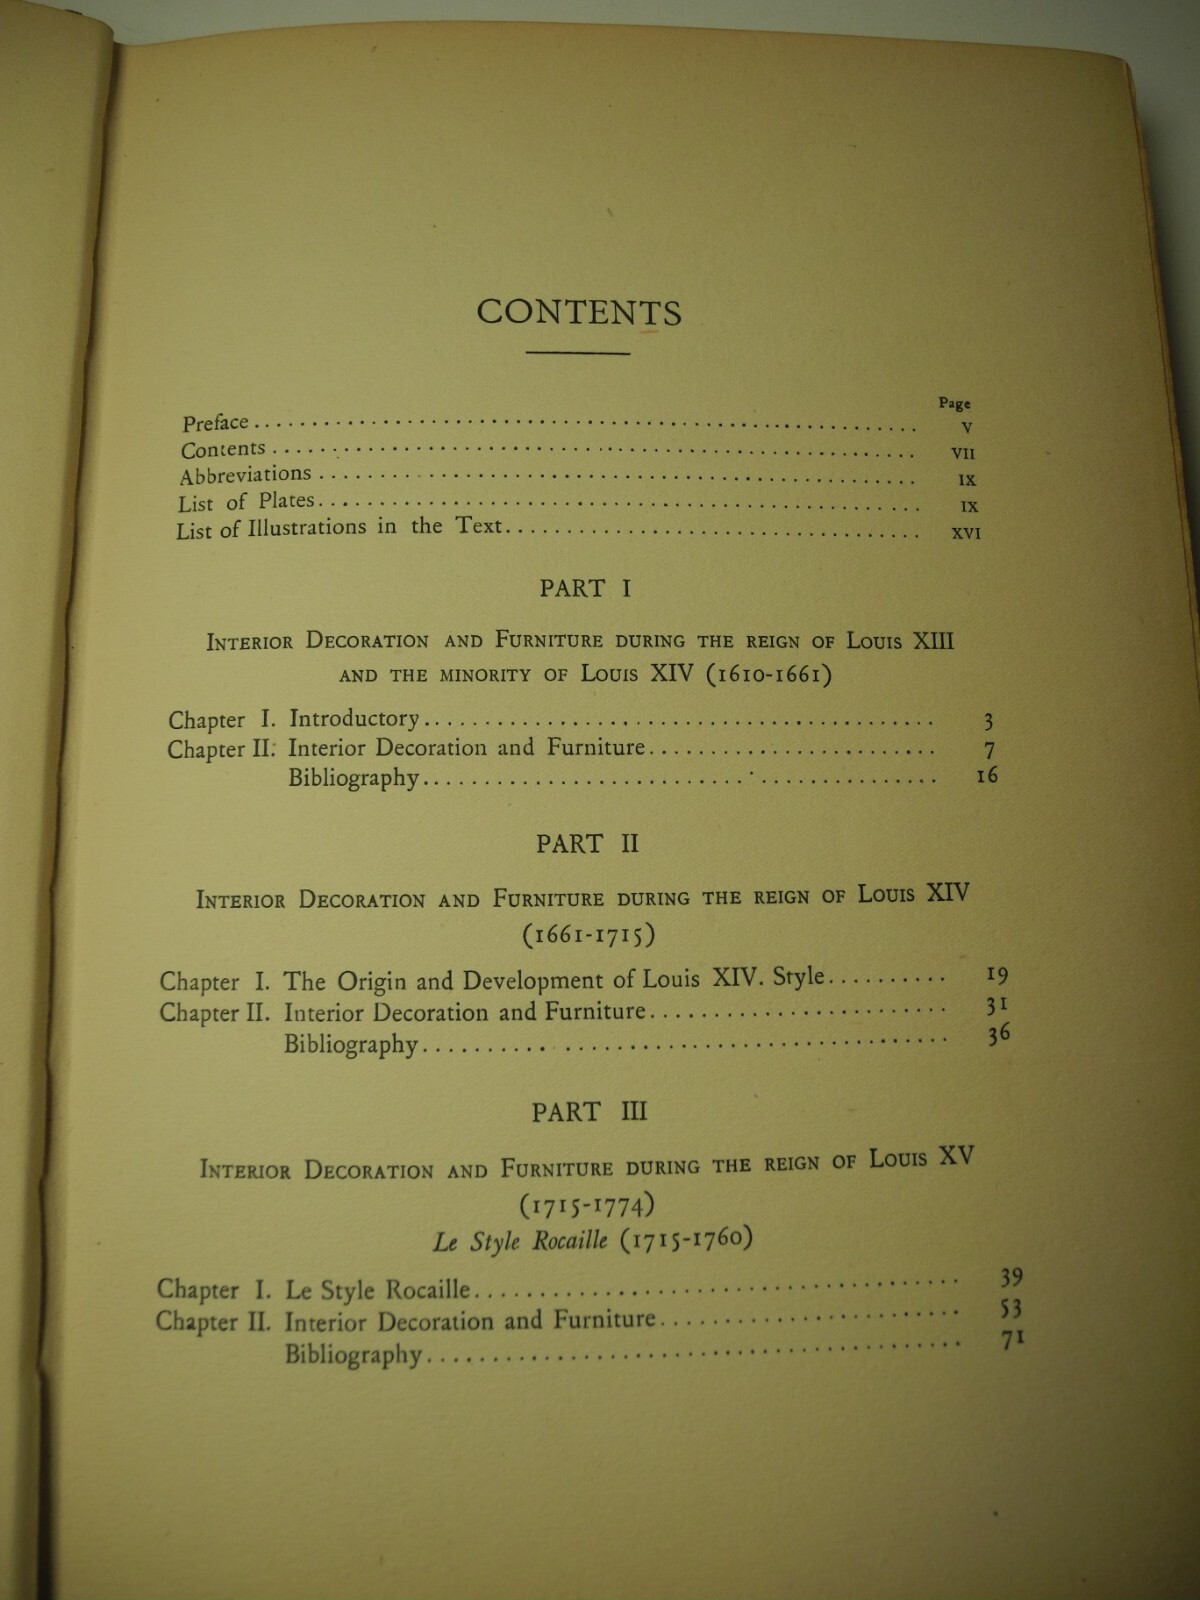 CONTENTS
Page
Preface ........ V
Contents ........ VII
Abbreviations ........ IX
List of Plates ........ IX
List of Illustrations in the Text ........ XVI
PART I
Interior Decoration and Furniture during the reign of Louis XIII
and the minority of Louis XIV (1610-1661)
Chapter I. Introductory ........ 3
Chapter II. Interior Decoration and Furniture ........ 7
Bibliography ........ 16
PART II
Interior Decoration and Furniture during the reign of Louis XIV
(1661-1715)
Chapter I. The Origin and Development of Louis XIV. Style ........ 19
Chapter II. Interior Decoration and Furniture ........ 31
Bibliography ........ 36
PART III
Interior Decoration and Furniture during the reign of Louis XV
(1715-1774)
Le Style Rocaille (1715-1760)
Chapter I. Le Style Rocaille ........ 39
Chapter II. Interior Decoration and Furniture ........ 53
Bibliography ........ 71